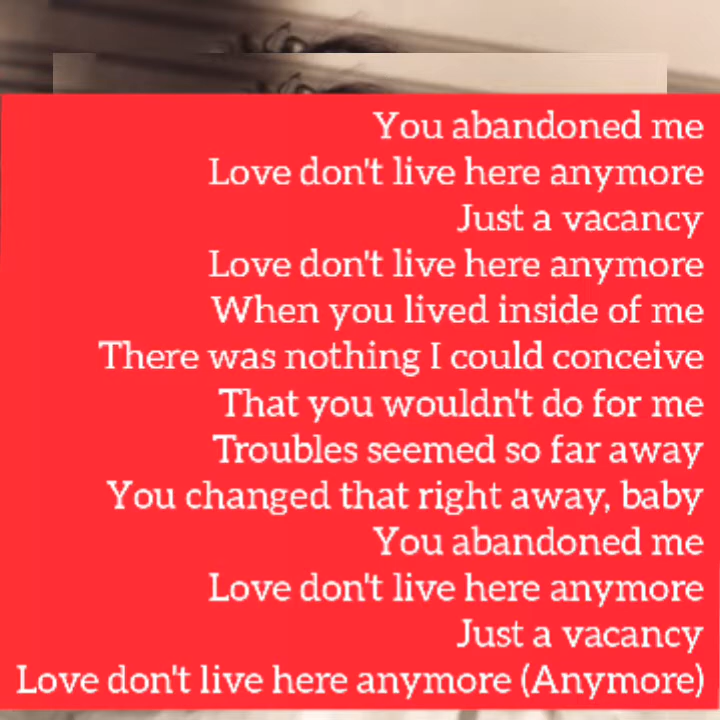 You abandoned me
Love don't live here anymore
Just a vacancy
Love don't live here anymore
When you lived inside of me
There was nothing I could conceive
That you wouldn't do for me
Troubles seemed so far away
You changed that right away, baby
You abandoned me
Love don't live here anymore
Just a vacancy
Love don't live here anymore (Anymore)